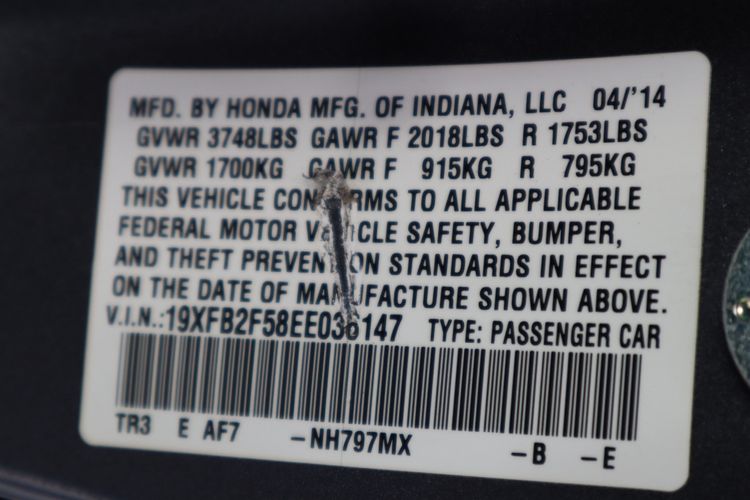 MFD. BY HONDA MFG. OF INDIANA, LLC 04/'14
GVWR 3748LBS GAWR F 2018LBS R 1753LBS
GVWR 1700KG GAWR F 915KG R 795KG
THIS VEHICLE CONFORMS TO ALL APPLICABLE
FEDERAL MOTOR VEHICLE SAFETY, BUMPER,
AND THEFT PREVENTION STANDARDS IN EFFECT
ON THE DATE OF MANUFACTURE SHOWN ABOVE.
V.I.N.:19XFB2F58EE036147 TYPE: PASSENGER CAR
TR3 E AF7 -NH797MX -B -E